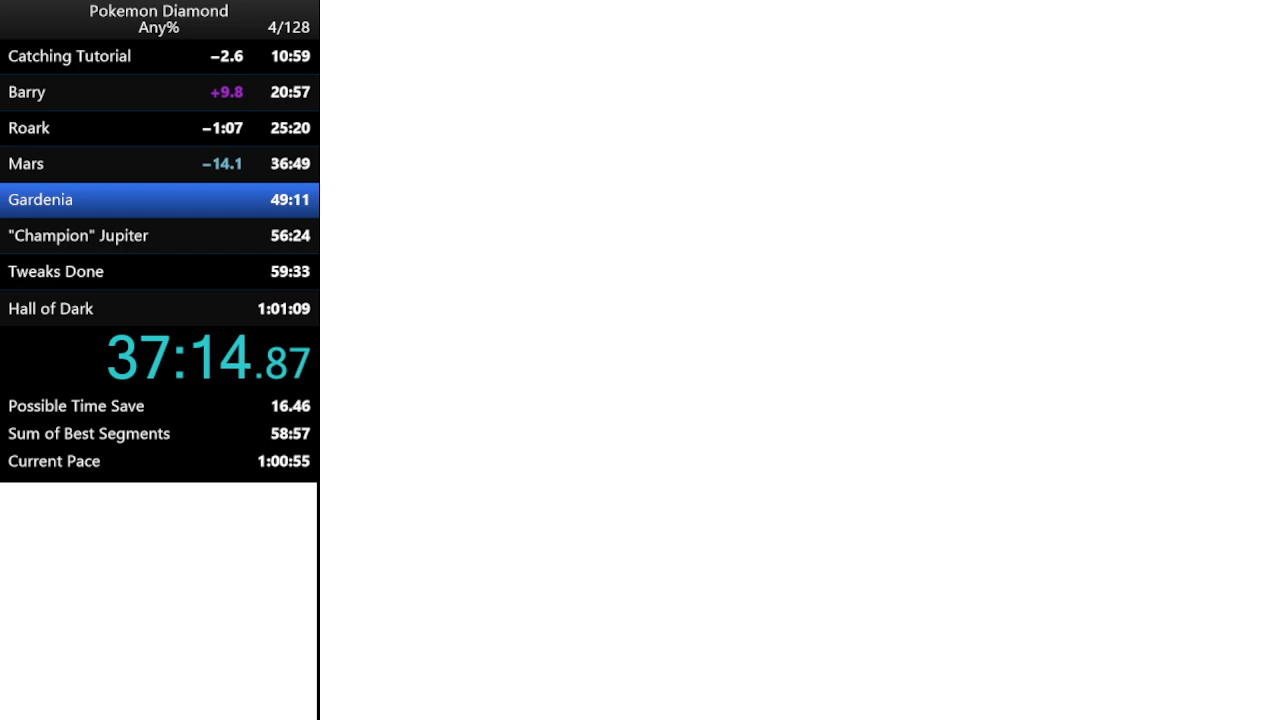 Pokemon Diamond
Any% 4/128
Catching Tutorial −2.6 10:59
Barry +9.8 20:57
Roark −1:07 25:20
Mars −14.1 36:49
Gardenia 49:11
"Champion" Jupiter 56:24
Tweaks Done 59:33
Hall of Dark 1:01:09
37:14.87
Possible Time Save 16.46
Sum of Best Segments 58:57
Current Pace 1:00:55